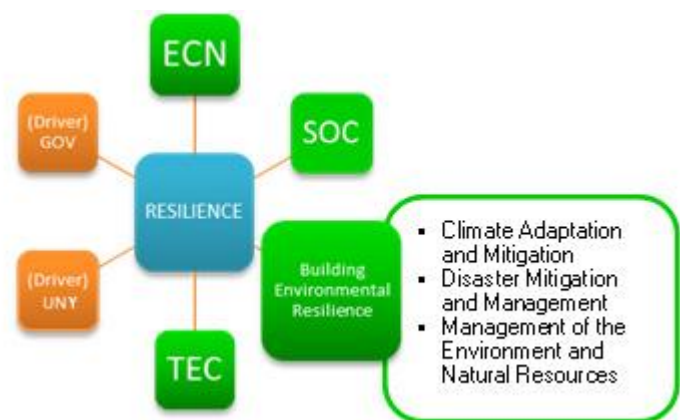 ECN
(Driver)
GOV
SOC
RESILIENCE
(Driver)
UNY
Building
Environmental
Resilience
TEC
▪ Climate Adaptation
and Mitigation
▪ Disaster Mitigation
and Management
▪ Management of the
Environment and
Natural Resources